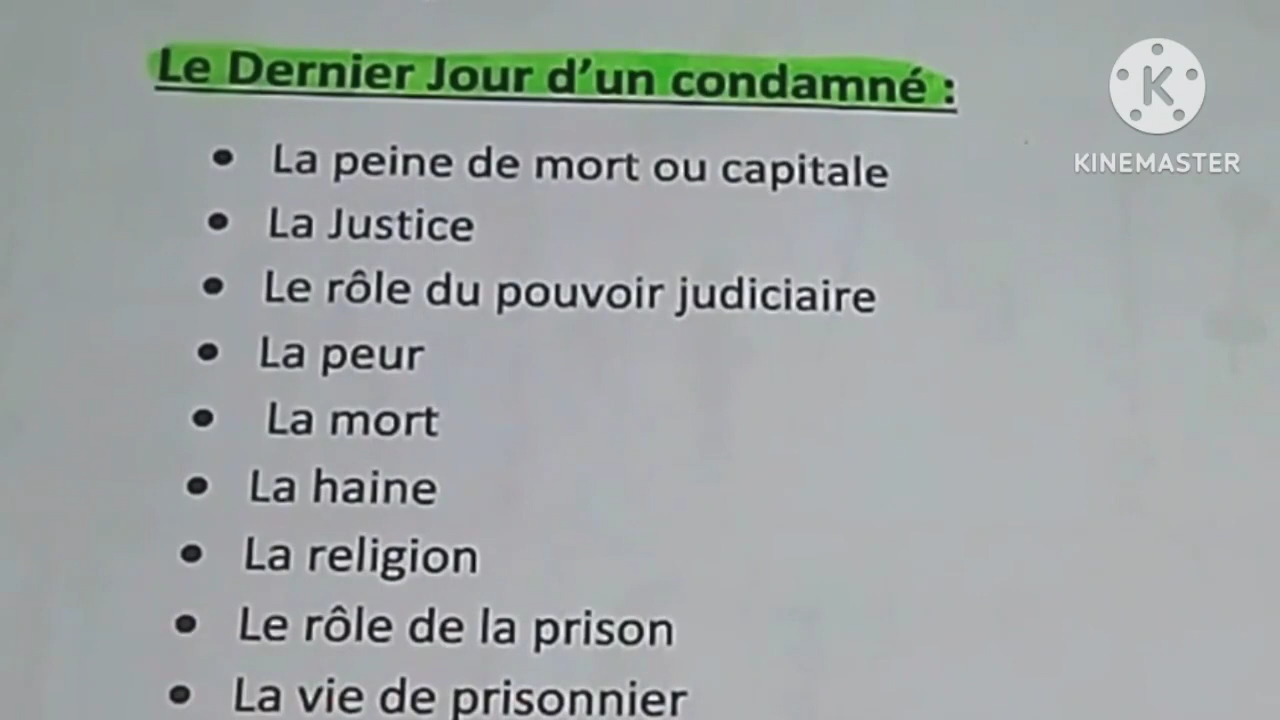 Le Dernier Jour d'un condamné :
• La peine de mort ou capitale
• La Justice
• Le rôle du pouvoir judiciaire
• La peur
• La mort
• La haine
• La religion
• Le rôle de la prison
• La vie de prisonnier
K
KINEMASTER